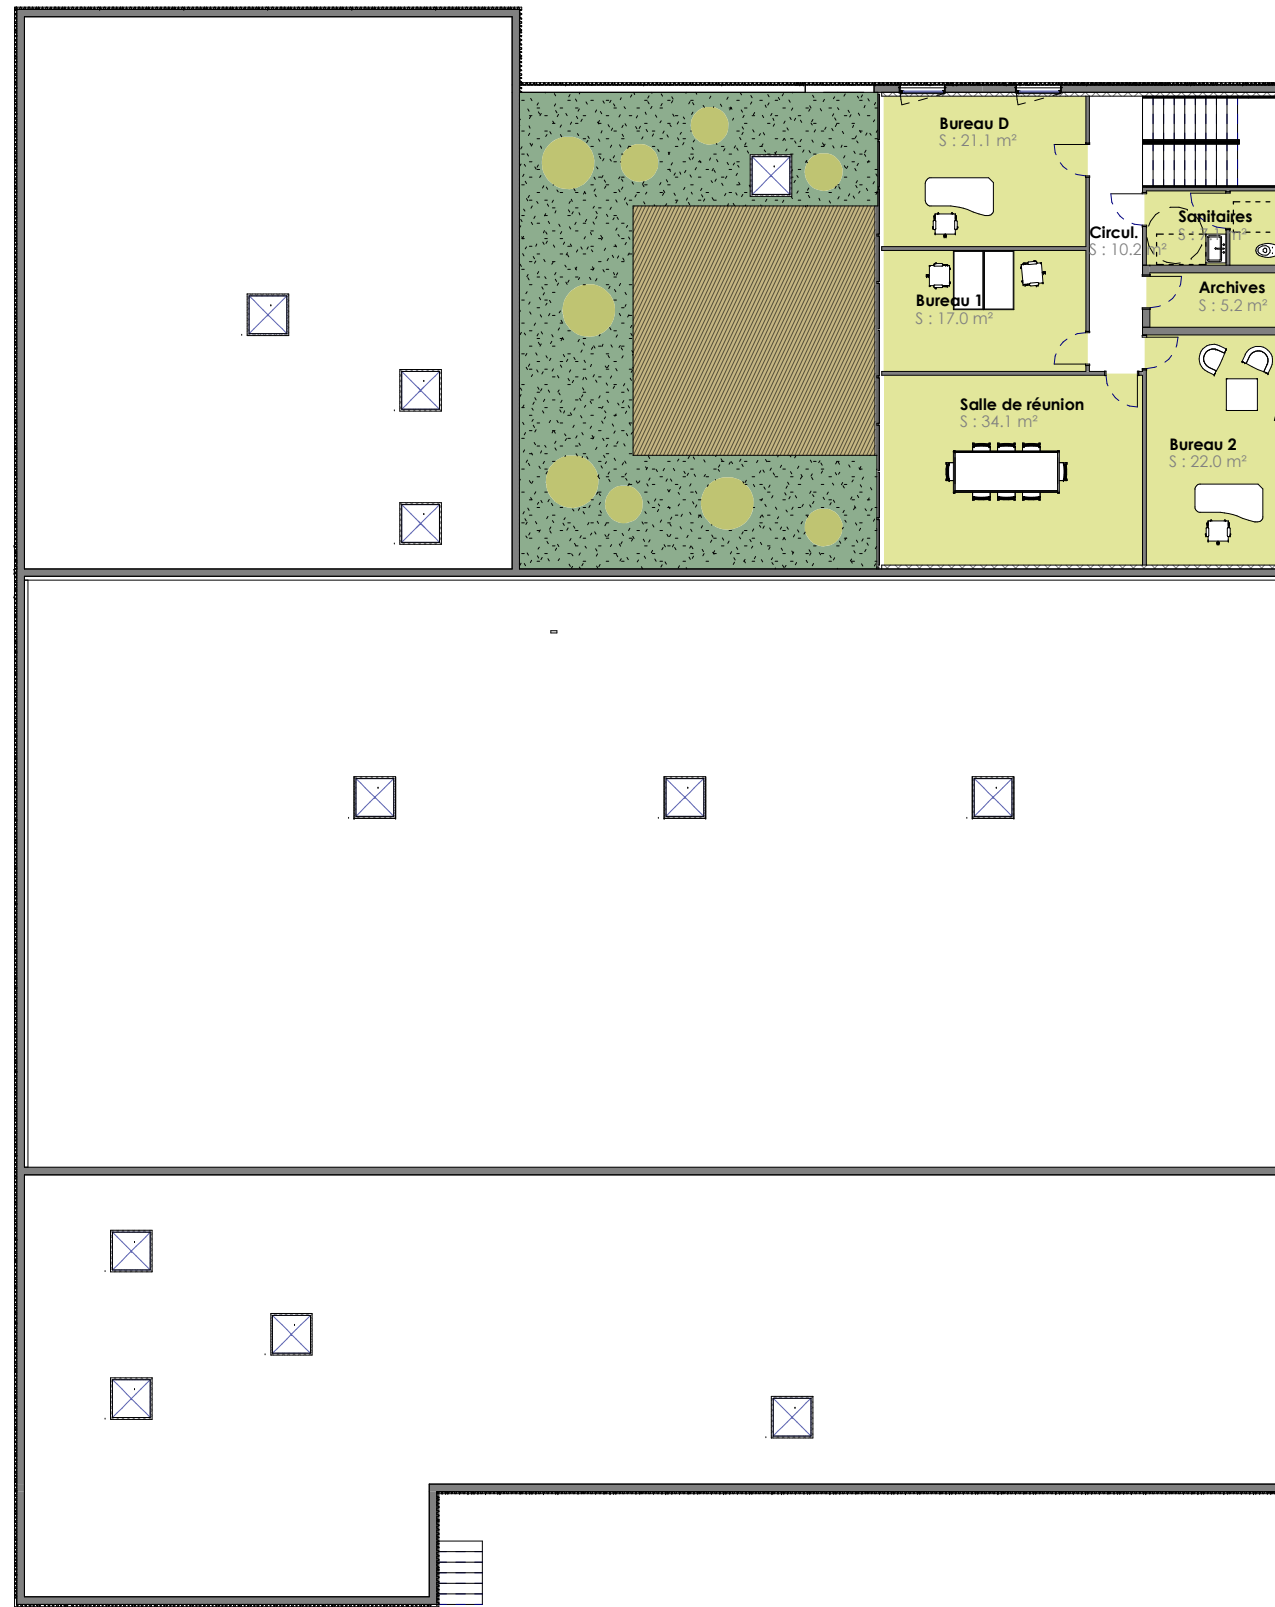 Bureau D
S : 21.1 m²
Sanitaires
Circul.
S : 10.2 m²
Archives
S : 5.2 m²
Bureau 1
S : 17.0 m²
Salle de réunion
S : 34.1 m²
Bureau 2
S : 22.0 m²